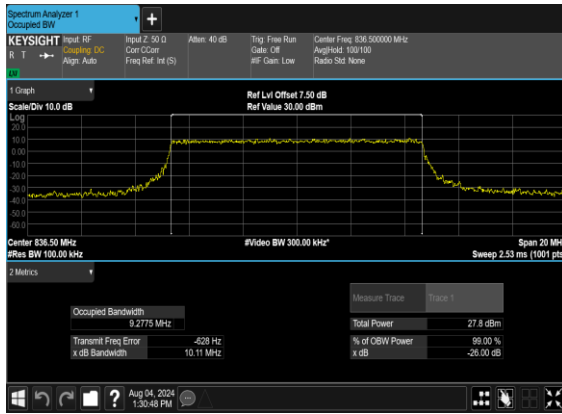 Spectrum Analyzer 1
Occupied BW
KEYSIGHT Input: RF Input Z: 50 Ω Atten: 40 dB Trig: Free Run Center Freq: 836.500000 MHz
R T Coupling: DC Corr CCorr Gate: Off Avg|Hold: 100/100
Align: Auto Freq Ref: Int (S) #IF Gain: Low Radio Std: None
LXI
1 Graph
Ref Lvl Offset 7.50 dB
Scale/Div 10.0 dB Ref Value 30.00 dBm
Log
20.0
10.0
0.00
-10.0
-20.0
-30.0
-40.0
-50.0
-60.0
Center 836.50 MHz #Video BW 300.00 kHz* Span 20 MH
#Res BW 100.00 kHz Sweep 2.53 ms (1001 pts
2 Metrics
Measure Trace Trace 1
Occupied Bandwidth
9.2775 MHz Total Power 27.8 dBm
Transmit Freq Error -628 Hz % of OBW Power 99.00 %
x dB Bandwidth 10.11 MHz x dB -26.00 dB
? Aug 04, 2024
1:30:48 PM